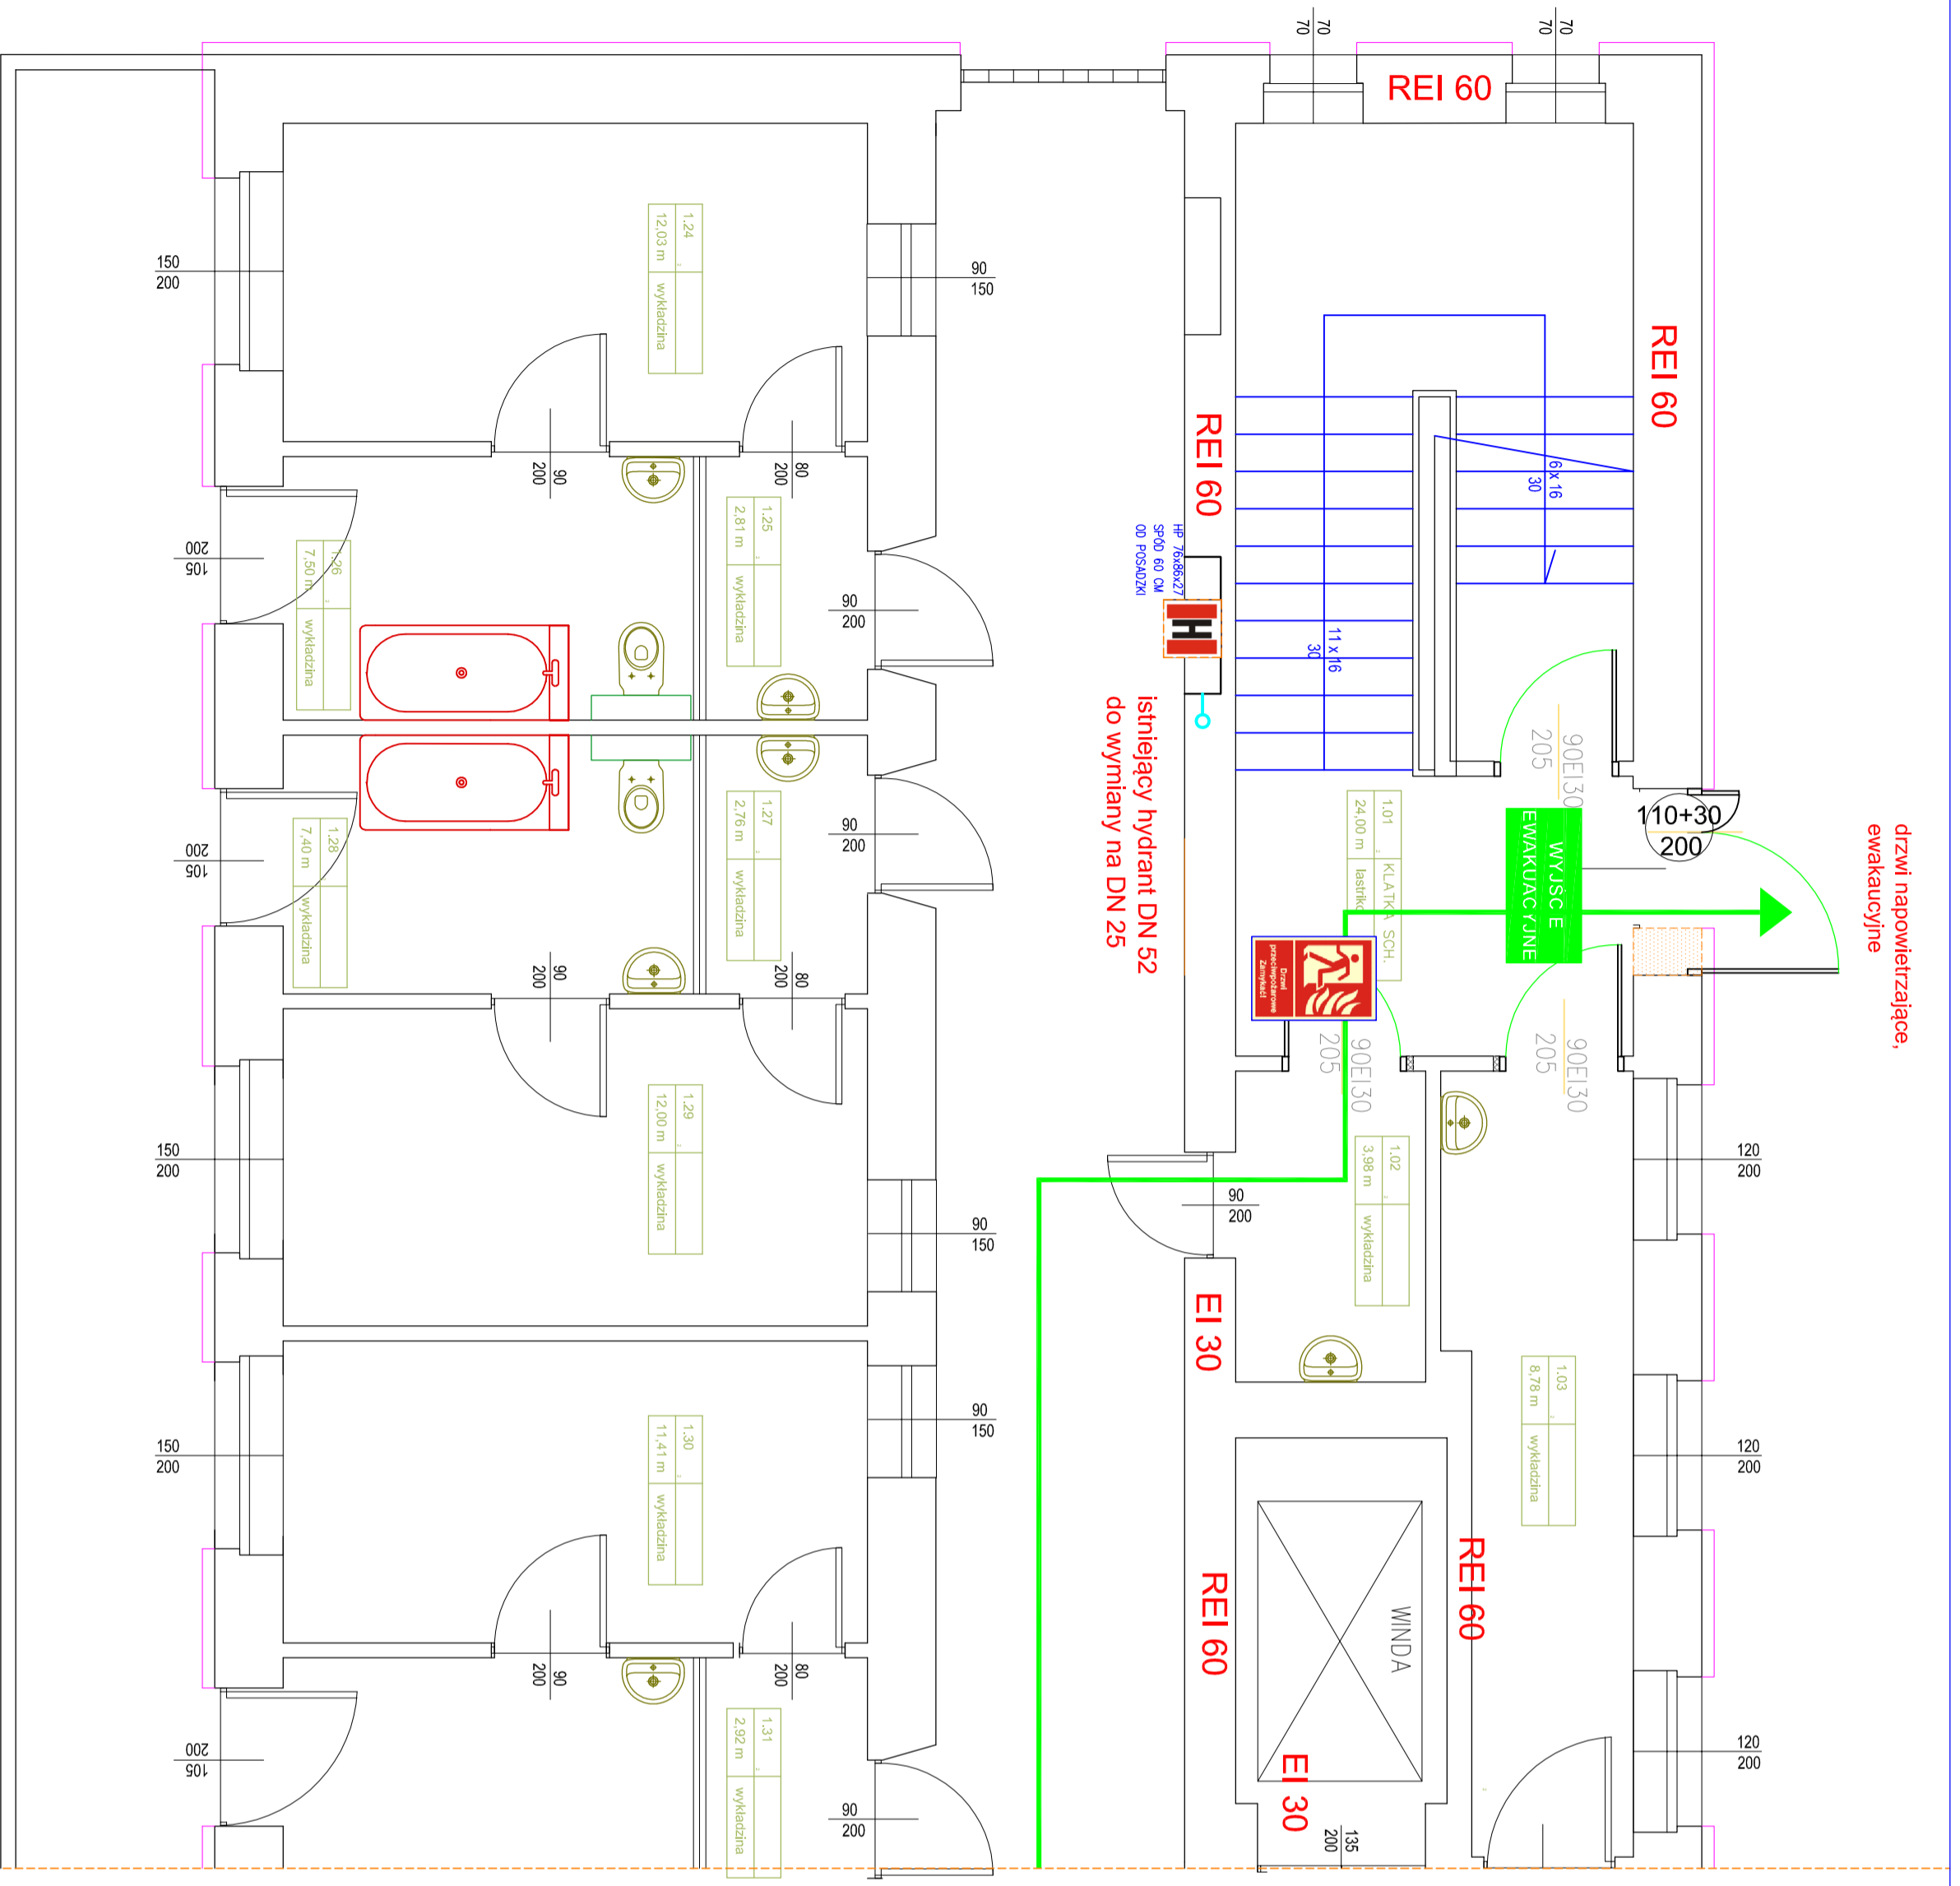 70
70
70
70
REI 60
REI 60
REI 60
6 x 16
30
11 x 16
30
HP 76x86x27
SPÓD 60 CM
OD POSADZKI
H
istniejący hydrant DN 52
do wymiany na DN 25
drzwi napowietrzające,
ewakaucyjne
110+30
200
90EI30
205
WYJSC E
EWAKUACYJNE
1.01
KLATKA SCH.
24,00 m
lastriko
Drzwi
przeciwpożarowe
Zamykać!
90EI30
205
90EI30
205
120
200
120
200
120
200
1.02
3,98 m
wykładzina
1.03
8,78 m
wykładzina
90
200
EI 30
REI 60
REI 60
WINDA
EI 30
135
200
1.24
12,03 m
wykładzina
90
150
150
200
80
200
90
200
1.25
2,81 m
wykładzina
1.26
7,50 m
wykładzina
90
200
200
105
1.27
2,76 m
wykładzina
1.28
7,40 m
wykładzina
90
200
200
105
80
200
90
200
1.29
12,00 m
wykładzina
90
150
150
200
1.30
11,41 m
wykładzina
90
150
150
200
80
200
90
200
1.31
2,92 m
wykładzina
90
200
200
105